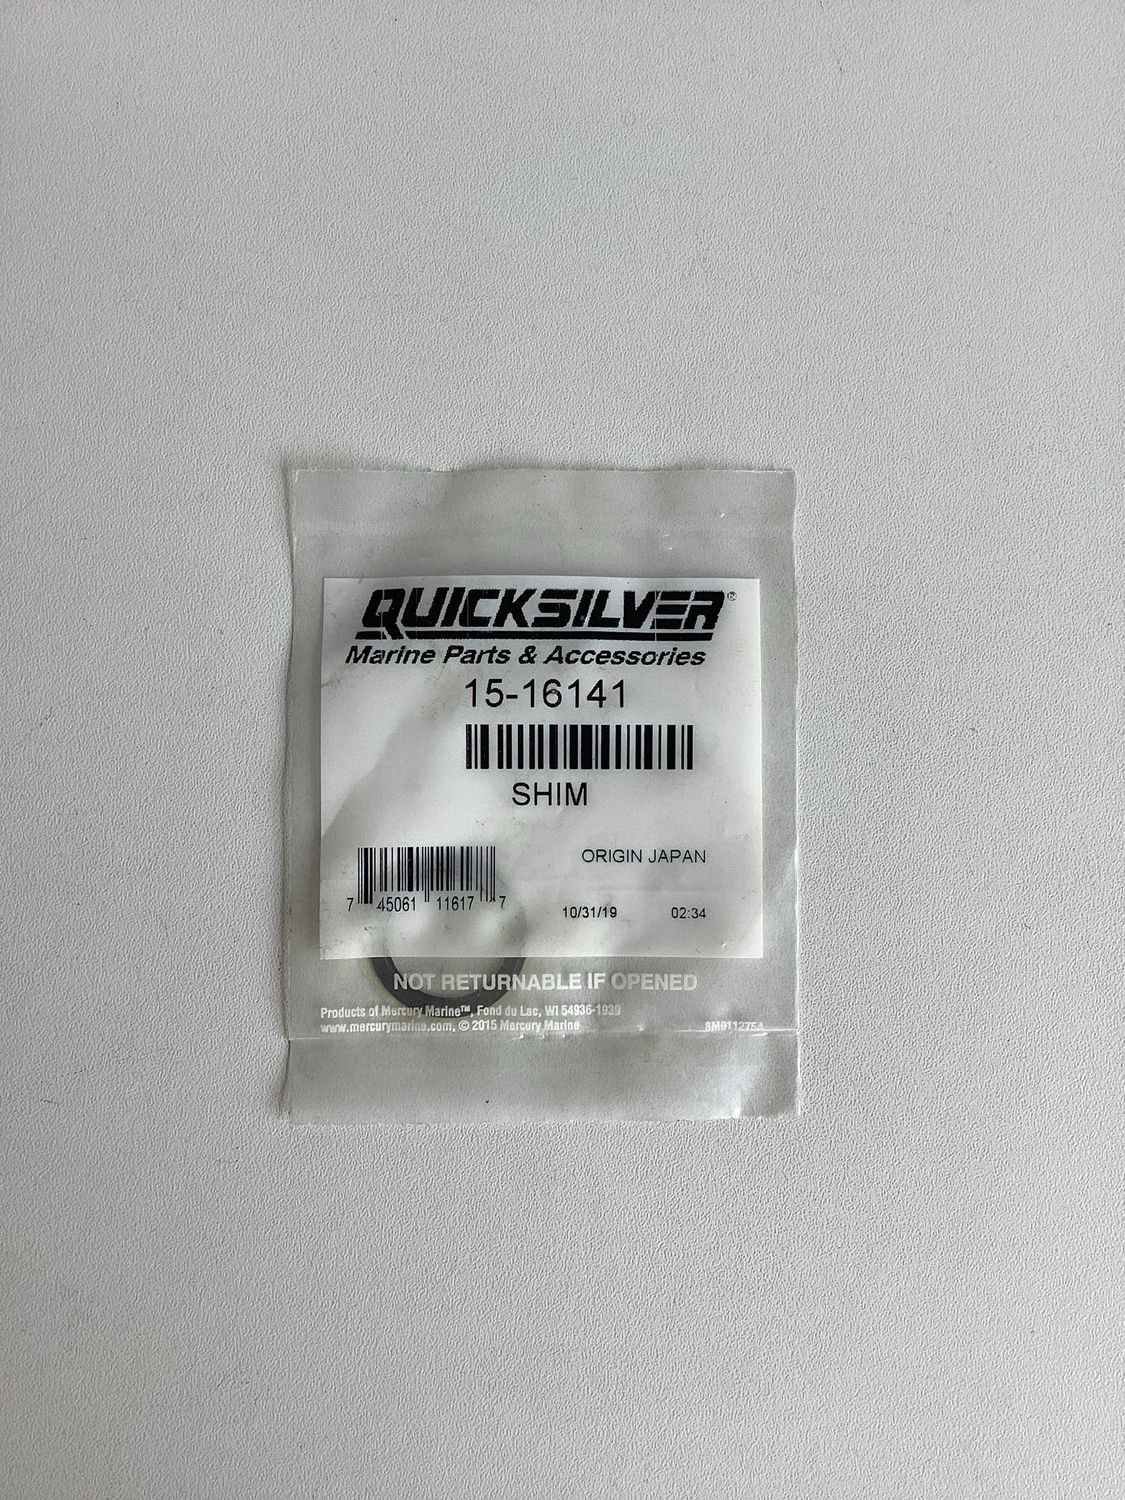 QUICKSILVER®
Marine Parts & Accessories
15-16141
SHIM
ORIGIN JAPAN
7 45061 11617 7
10/31/19 02:34
NOT RETURNABLE IF OPENED
Products of Mercury Marine™, Fond du Lac, WI 54936-1939
www.mercurymarine.com, © 2015 Mercury Marine
8M0112754